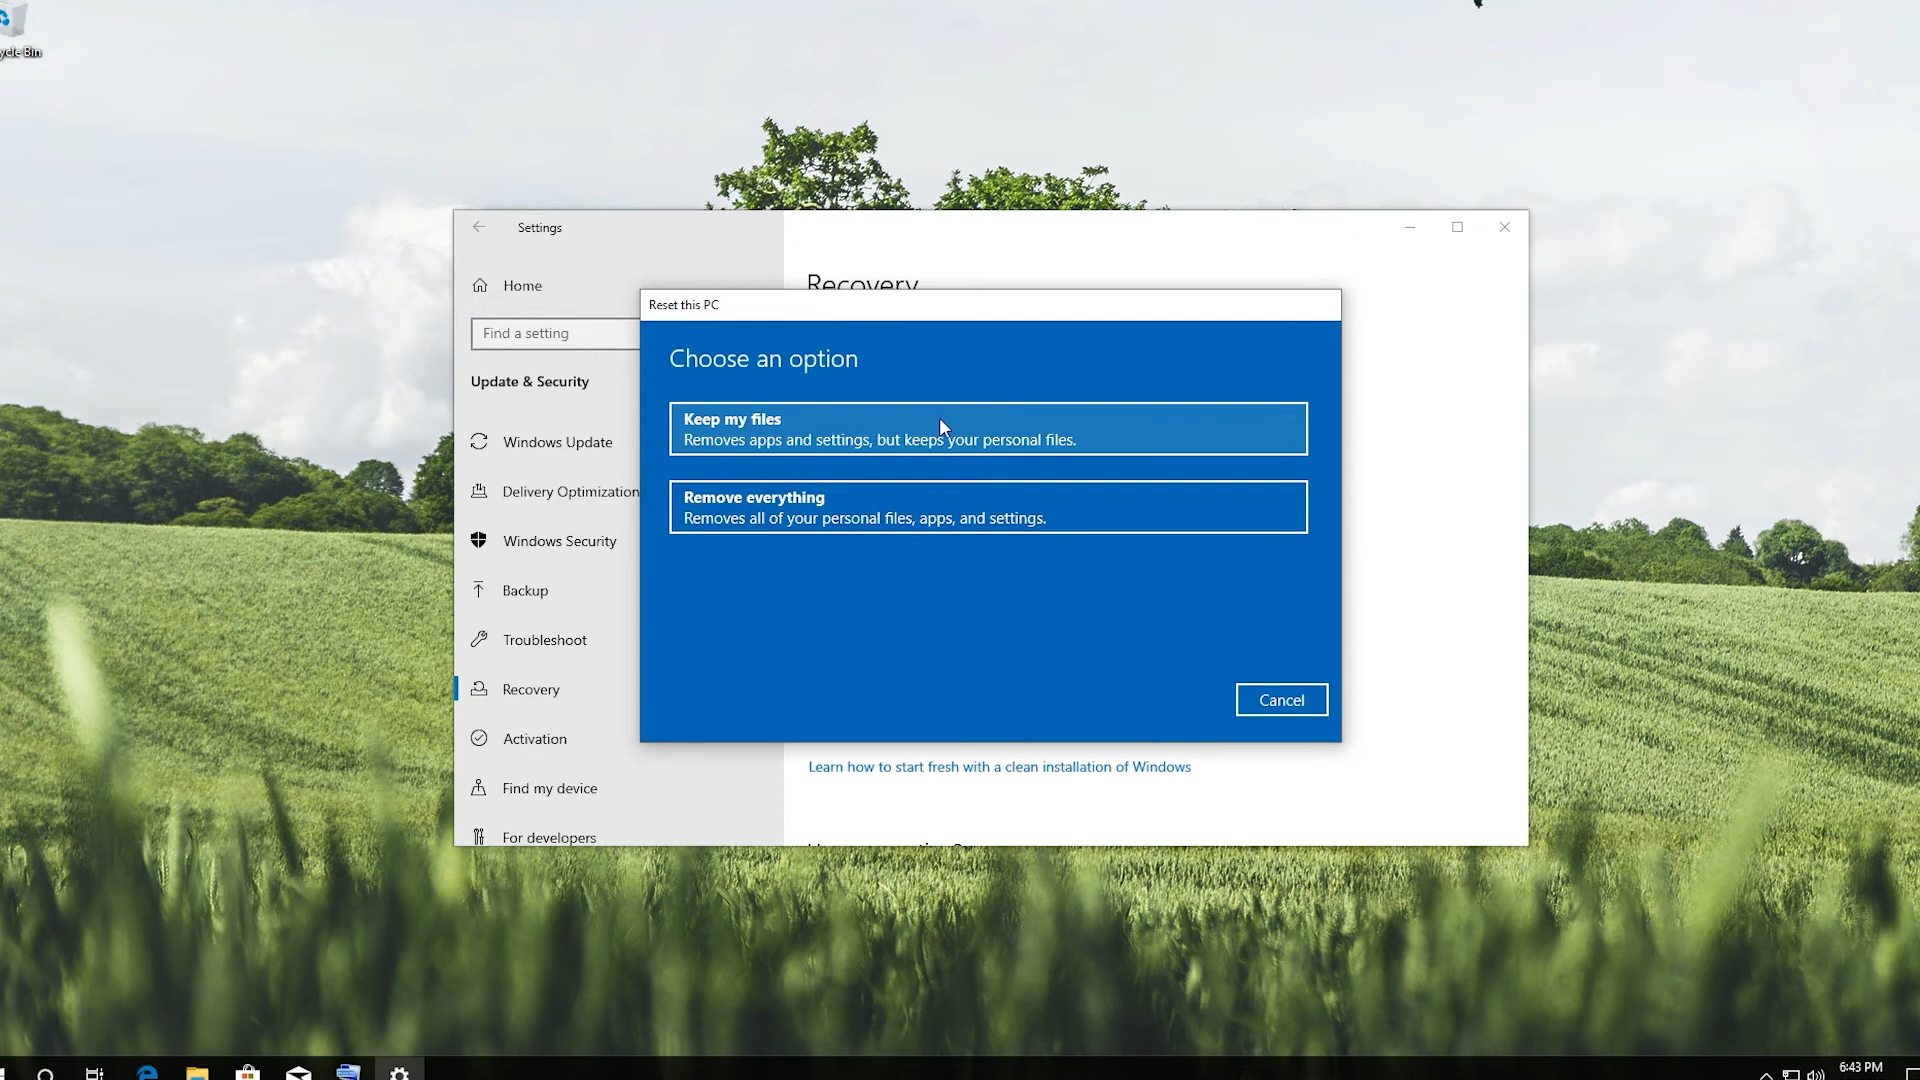 ycle Bin
Settings
Home
Find a setting
Update & Security
Windows Update
Delivery Optimization
Windows Security
Backup
Troubleshoot
Recovery
Activation
Find my device
For developers
Recovery
Reset this PC
Choose an option
Keep my files
Removes apps and settings, but keeps your personal files.
Remove everything
Removes all of your personal files, apps, and settings.
Cancel
Learn how to start fresh with a clean installation of Windows
6:43 PM